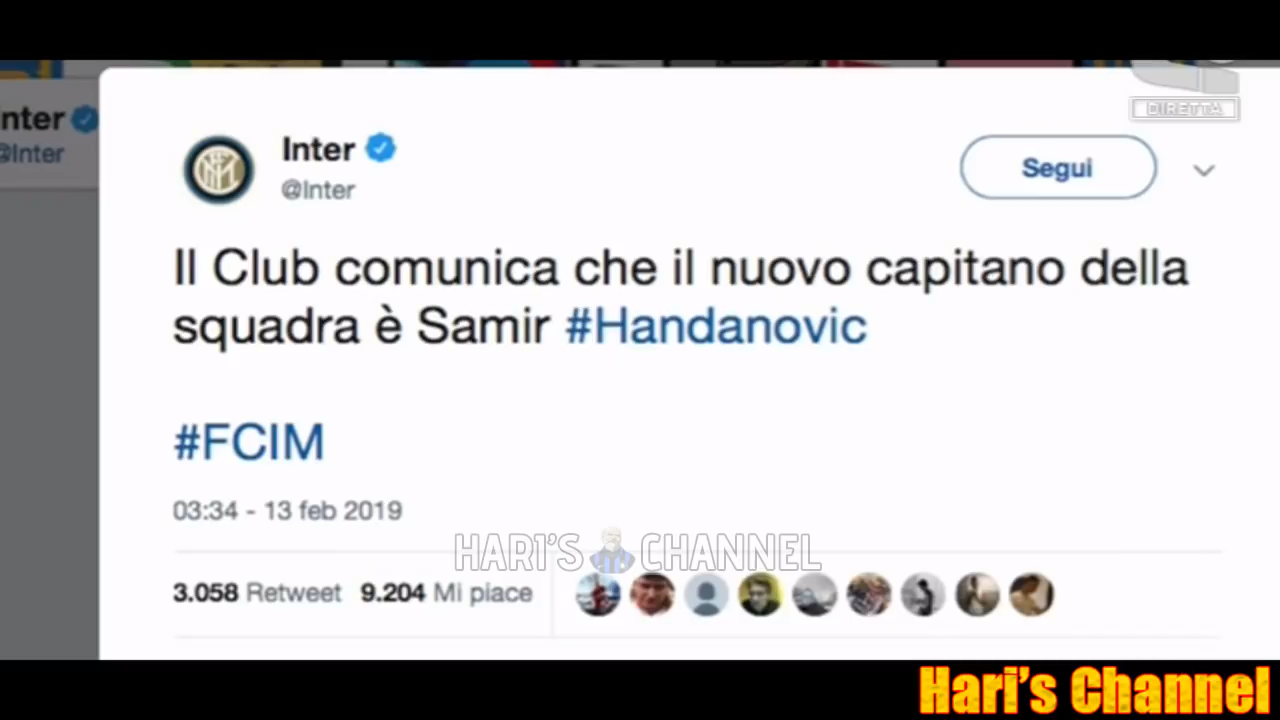 nter
@Inter
DIRETTA
Inter
@Inter
Segui
Il Club comunica che il nuovo capitano della
squadra è Samir #Handanovic
#FCIM
03:34 - 13 feb 2019
HARI'S CHANNEL
3.058 Retweet 9.204 Mi piace
Hari's Channel